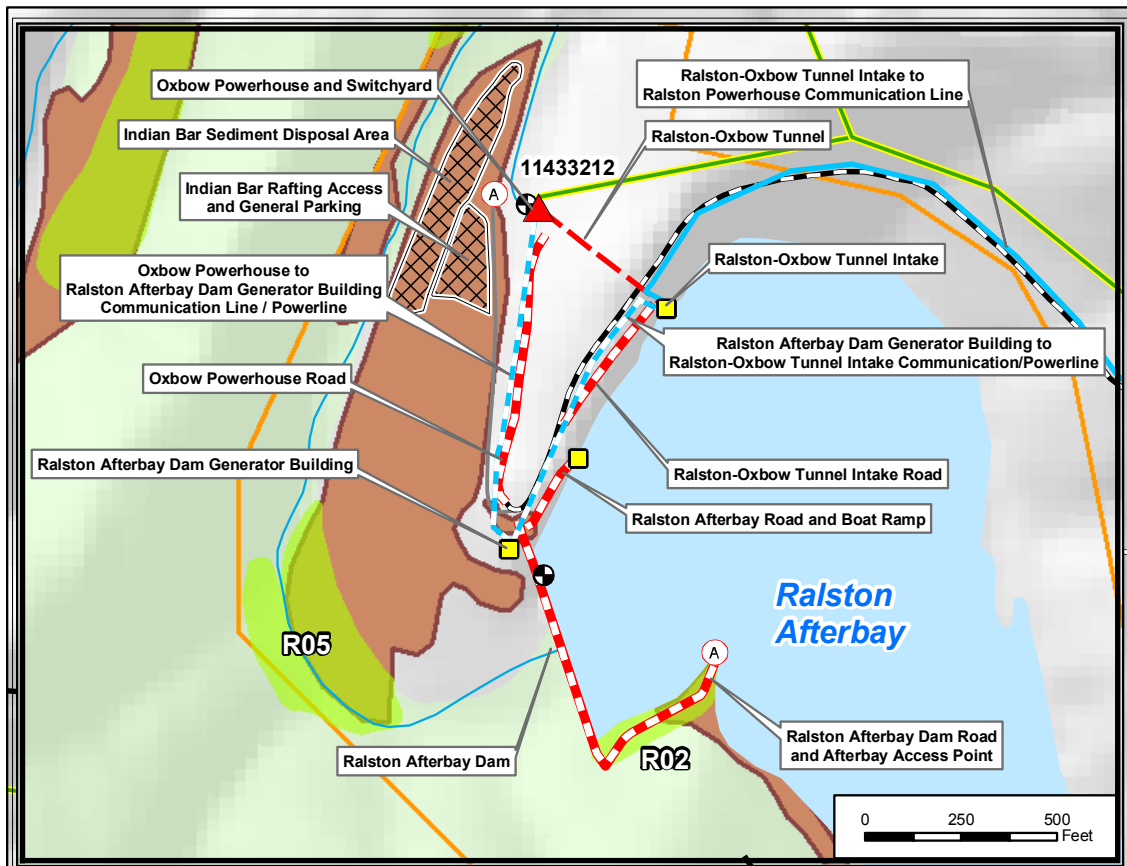 Oxbow Powerhouse and Switchyard
Ralston-Oxbow Tunnel Intake to
Ralston Powerhouse Communication Line
Indian Bar Sediment Disposal Area
Ralston-Oxbow Tunnel
11433212
Indian Bar Rafting Access
and General Parking
A
Oxbow Powerhouse to
Ralston Afterbay Dam Generator Building
Communication Line / Powerline
Ralston-Oxbow Tunnel Intake
Ralston Afterbay Dam Generator Building to
Ralston-Oxbow Tunnel Intake Communication/Powerline
Oxbow Powerhouse Road
Ralston Afterbay Dam Generator Building
Ralston-Oxbow Tunnel Intake Road
Ralston Afterbay Road and Boat Ramp
Ralston
Afterbay
R05
A
R02
Ralston Afterbay Dam
Ralston Afterbay Dam Road
and Afterbay Access Point
0 250 500
Feet